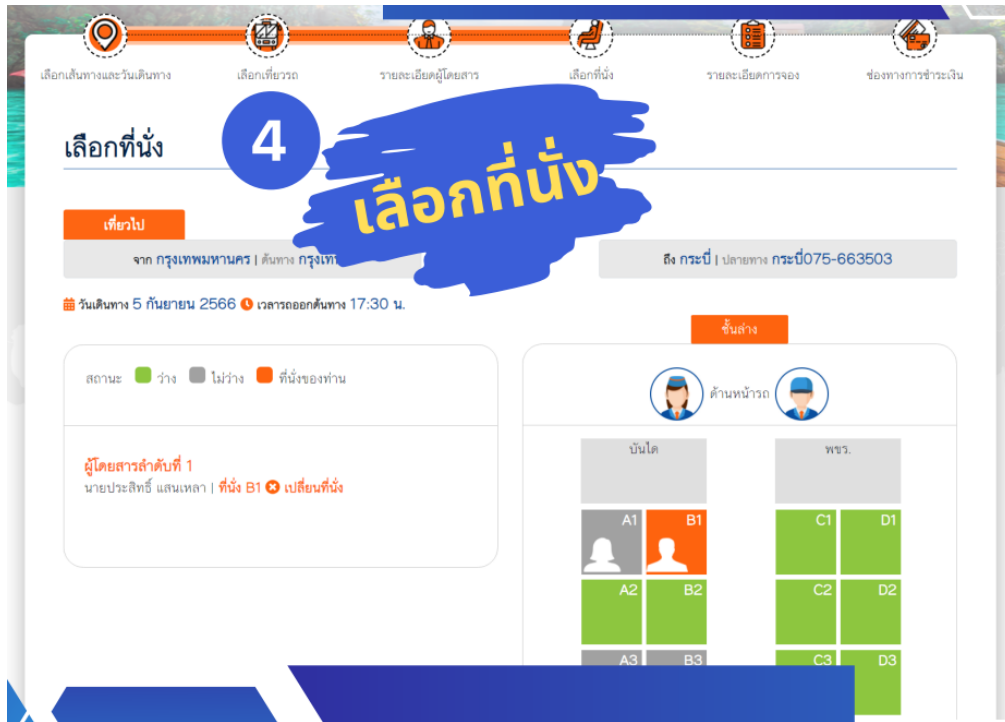 เลือกเส้นทางและวันเดินทาง
เลือกเที่ยวรถ
รายละเอียดผู้โดยสาร
เลือกที่นั่ง
รายละเอียดการจอง
ช่องทางการชำระเงิน
เลือกที่นั่ง
4
เลือกที่นั่ง
เที่ยวไป
จาก กรุงเทพมหานคร | ต้นทาง
ถึง กระบี่ | ปลายทาง กระบี่075-663503
วันเดินทาง 5 กันยายน 2566 เวลารถออกต้นทาง 17:30 น.
ชั้นล่าง
สถานะ ว่าง ไม่ว่าง ที่นั่งของท่าน
ด้านหน้ารถ
ผู้โดยสารลำดับที่ 1
นายประสิทธิ์ แสนเหลา | ที่นั่ง B1 เปลี่ยนที่นั่ง
บันได พขร.
A1 B1 C1 D1
A2 B2 C2 D2
A3 B3 C3 D3